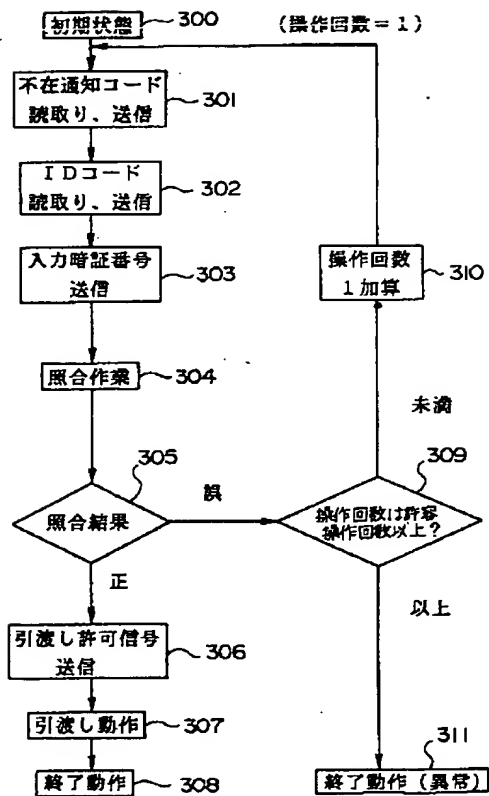 初期状態
300
(操作回数=1)
不在通知コード
読取り、送信
301
IDコード
読取り、送信
302
入力暗証番号
送信
303
操作回数
1加算
310
照合作業
304
未満
305
309
照合結果
誤
操作回数は許容
操作回数以上?
正
以上
引渡し許可信号
送信
306
引渡し動作
307
311
終了動作
308
終了動作(異常)